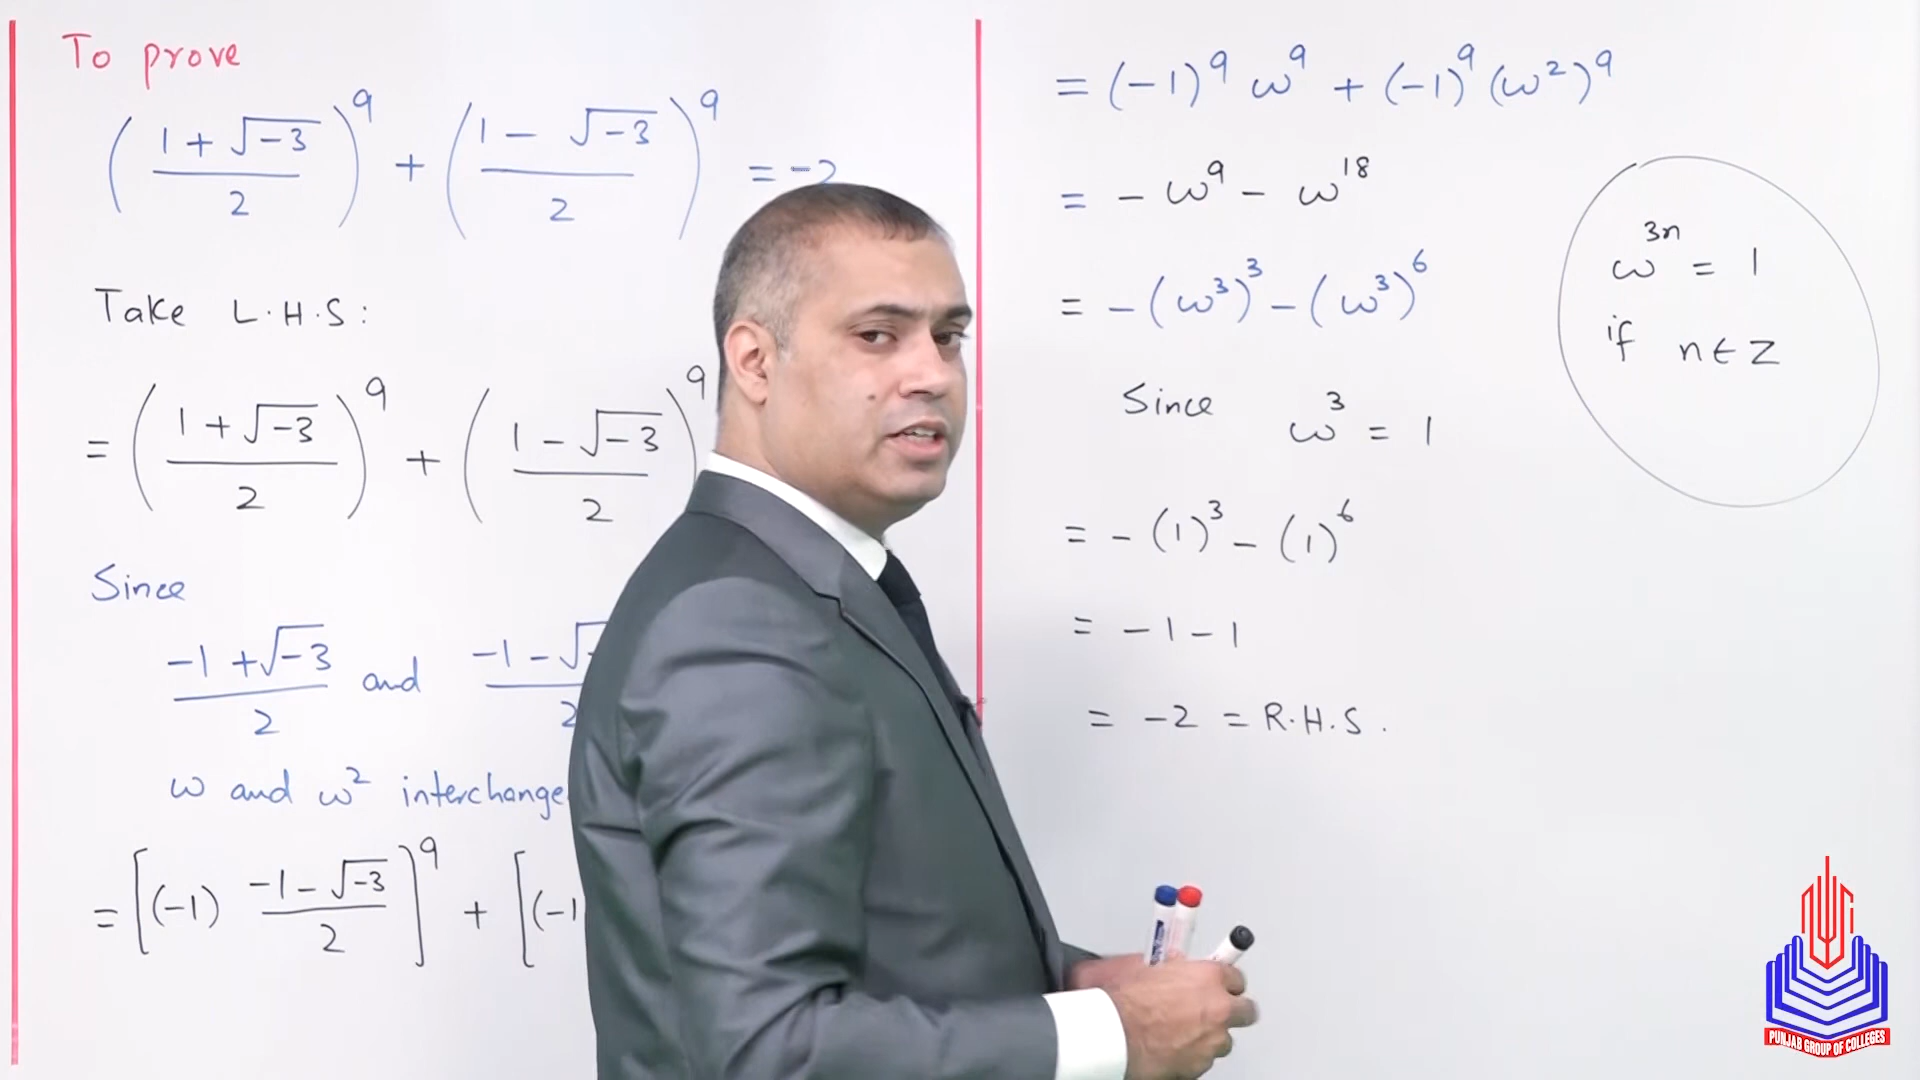 To prove
(1+√-3/2)^9 + (1-√-3/2)^9 = -2
Take L.H.S:
= (1+√-3/2)^9 + (1-√-3/2)^9
Since
-1+√-3/2 and -1-√
ω and ω² interchange
= [(-1) -1-√-3/2]^9 + [(-1
= (-1)^9 ω^9 + (-1)^9 (ω²)^9
= -ω^9 - ω^18
= -(ω³)³ - (ω³)^6
Since ω³ = 1
= -(1)³ - (1)^6
= -1-1
= -2 = R.H.S.
ω^3n = 1
if n∈Z
PUNJAB GROUP OF COLLEGES